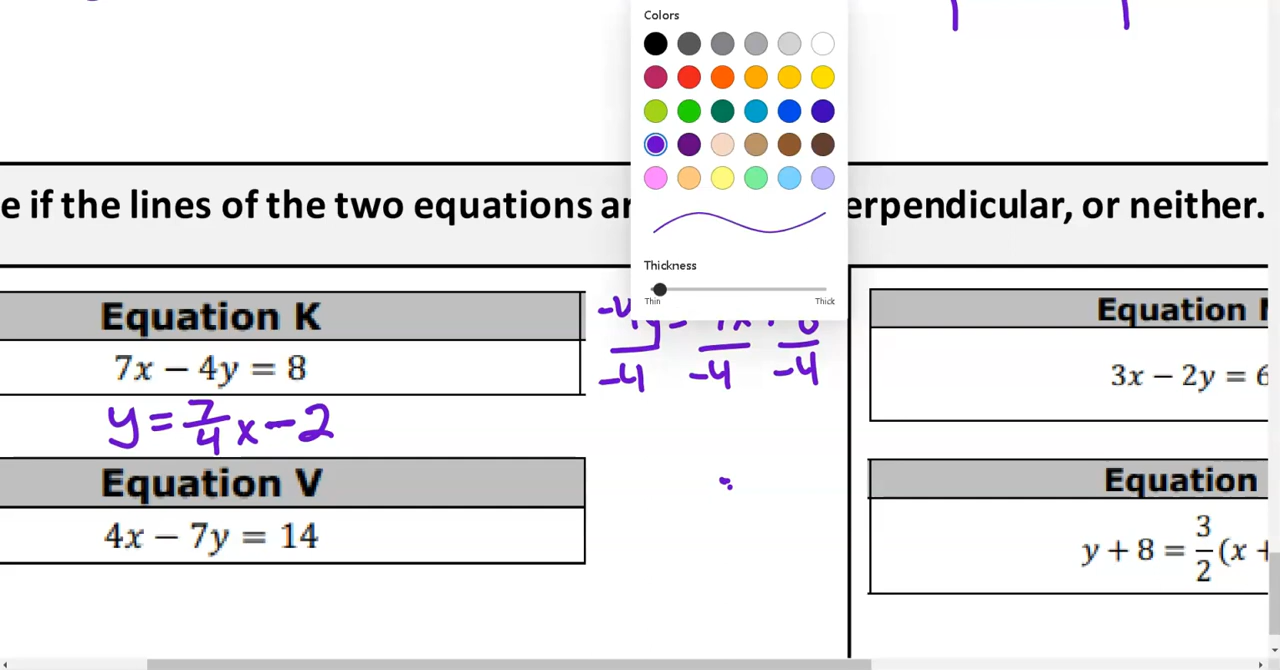 Colors
Thickness
Thin Thick
e if the lines of the two equations ar erpendicular, or neither.
Equation K
7x − 4y = 8
y = 7/4 x − 2
-4 -4 -4
Equation V
4x − 7y = 14
Equation
3x − 2y = 6
Equation
y + 8 = 3/2 (x +